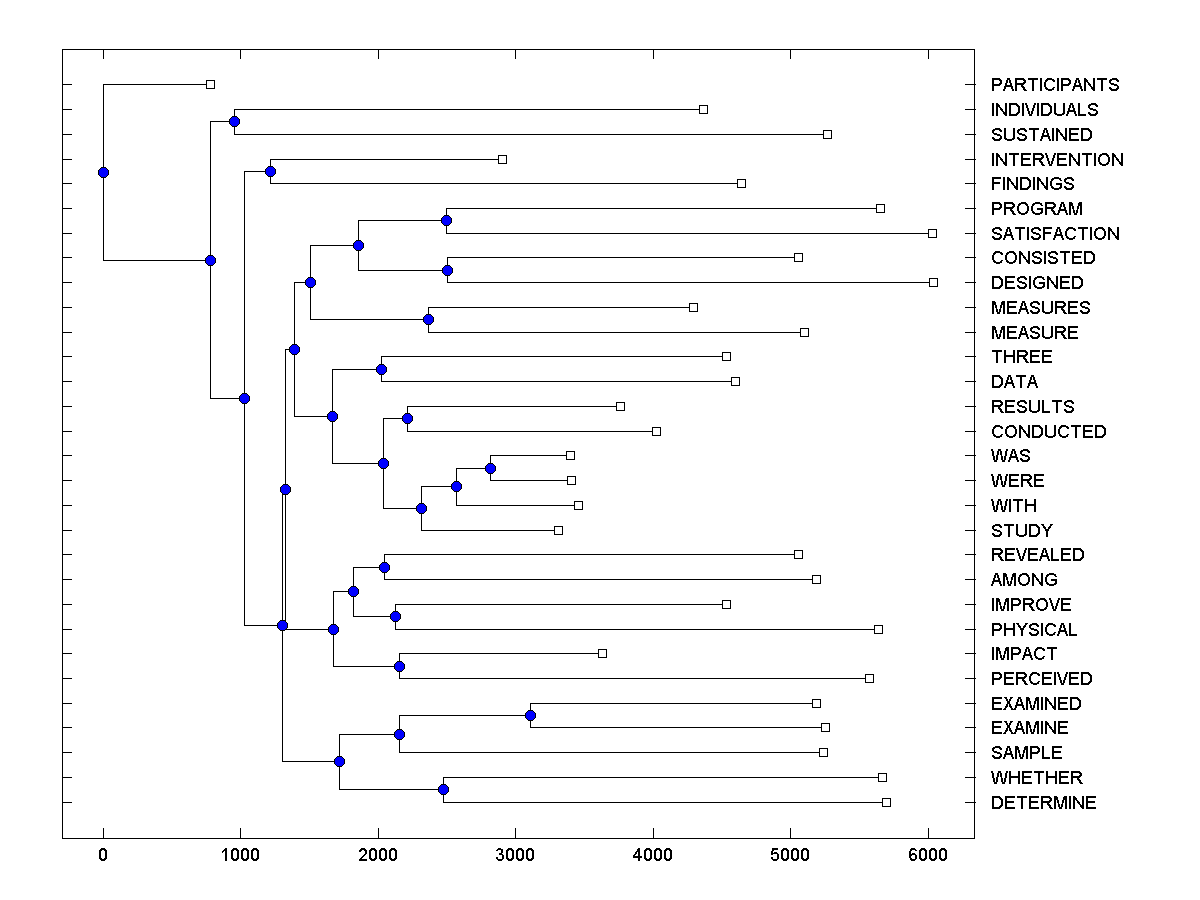 PARTICIPANTS
INDIVIDUALS
SUSTAINED
INTERVENTION
FINDINGS
PROGRAM
SATISFACTION
CONSISTED
DESIGNED
MEASURES
MEASURE
THREE
DATA
RESULTS
CONDUCTED
WAS
WERE
WITH
STUDY
REVEALED
AMONG
IMPROVE
PHYSICAL
IMPACT
PERCEIVED
EXAMINED
EXAMINE
SAMPLE
WHETHER
DETERMINE
0 1000 2000 3000 4000 5000 6000